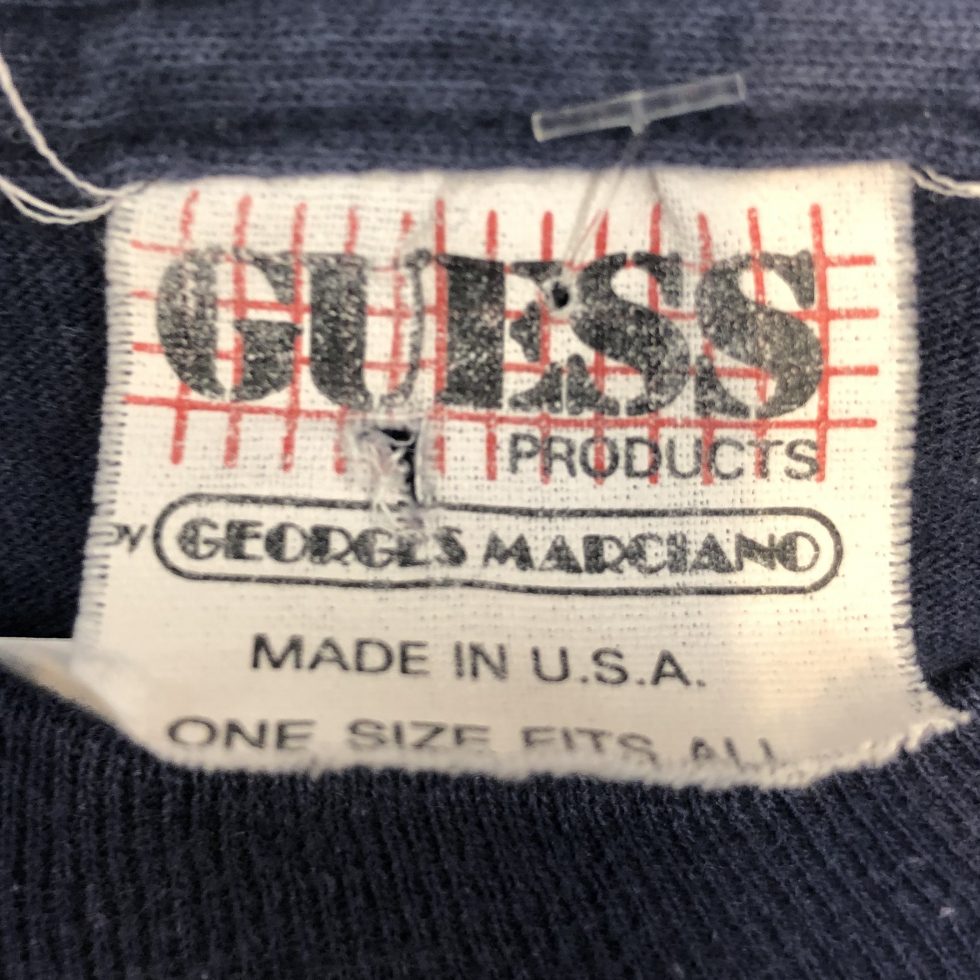 GUESS
PRODUCTS
by GEORGES MARCIANO
MADE IN U.S.A.
ONE SIZE FITS ALL